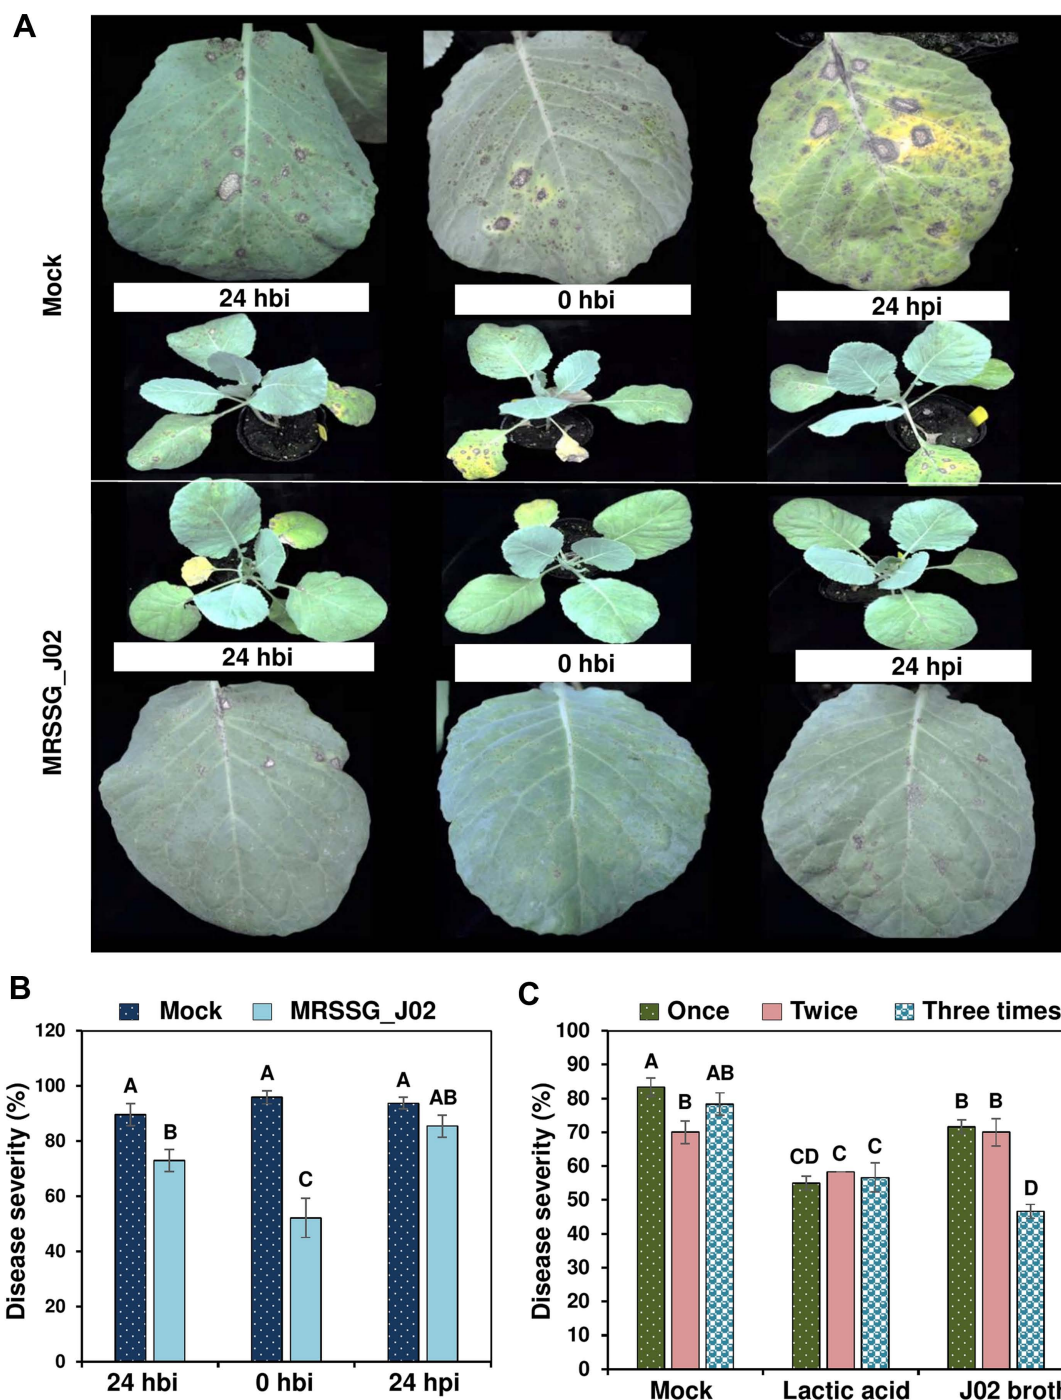 A
Mock
24 hbi
0 hbi
24 hpi
MRSSG_J02
24 hbi
0 hbi
24 hpi
B
Mock
MRSSG_J02
Disease severity (%)
120
100
80
60
40
20
0
A
B
A
C
A
AB
24 hbi
0 hbi
24 hpi
C
Once
Twice
Three times
Disease severity (%)
100
90
80
70
60
50
40
30
20
10
0
A
B
AB
CD
C
C
B
B
D
Mock
Lactic acid
J02